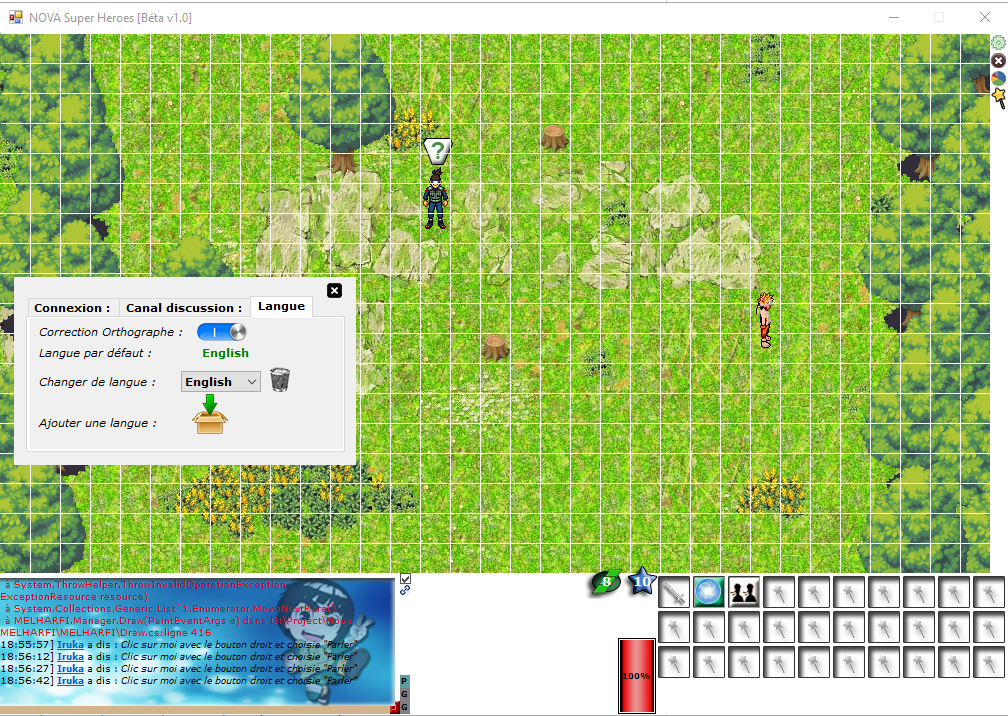 NOVA Super Heroes [Béta v1.0]
?
Connexion :
Canal discussion :
Langue
Correction Orthographe :
Langue par défaut :
English
Changer de langue :
English
Ajouter une langue :
à System.ThrowHelper.ThrowInvalidOperationException
ExceptionResource resource)
à System.Collections.Generic.List`1.Enumerator.MoveNextRare()
à MELHARFI.Manager.Draw(PaintEventArgs e) dans
MELHARFI\MELHARFI\Draw.cs:ligne 416
18:55:57] Iruka a dis : Clic sur moi avec le bouton droit et choisie "Parler"
18:56:12] Iruka a dis : Clic sur moi avec le bouton droit et choisie "Parler"
18:56:27] Iruka a dis : Clic sur moi avec le bouton droit et choisie "Parler"
18:56:42] Iruka a dis : Clic sur moi avec le bouton droit et choisie "Parler"
P
G
G
8
10
100%